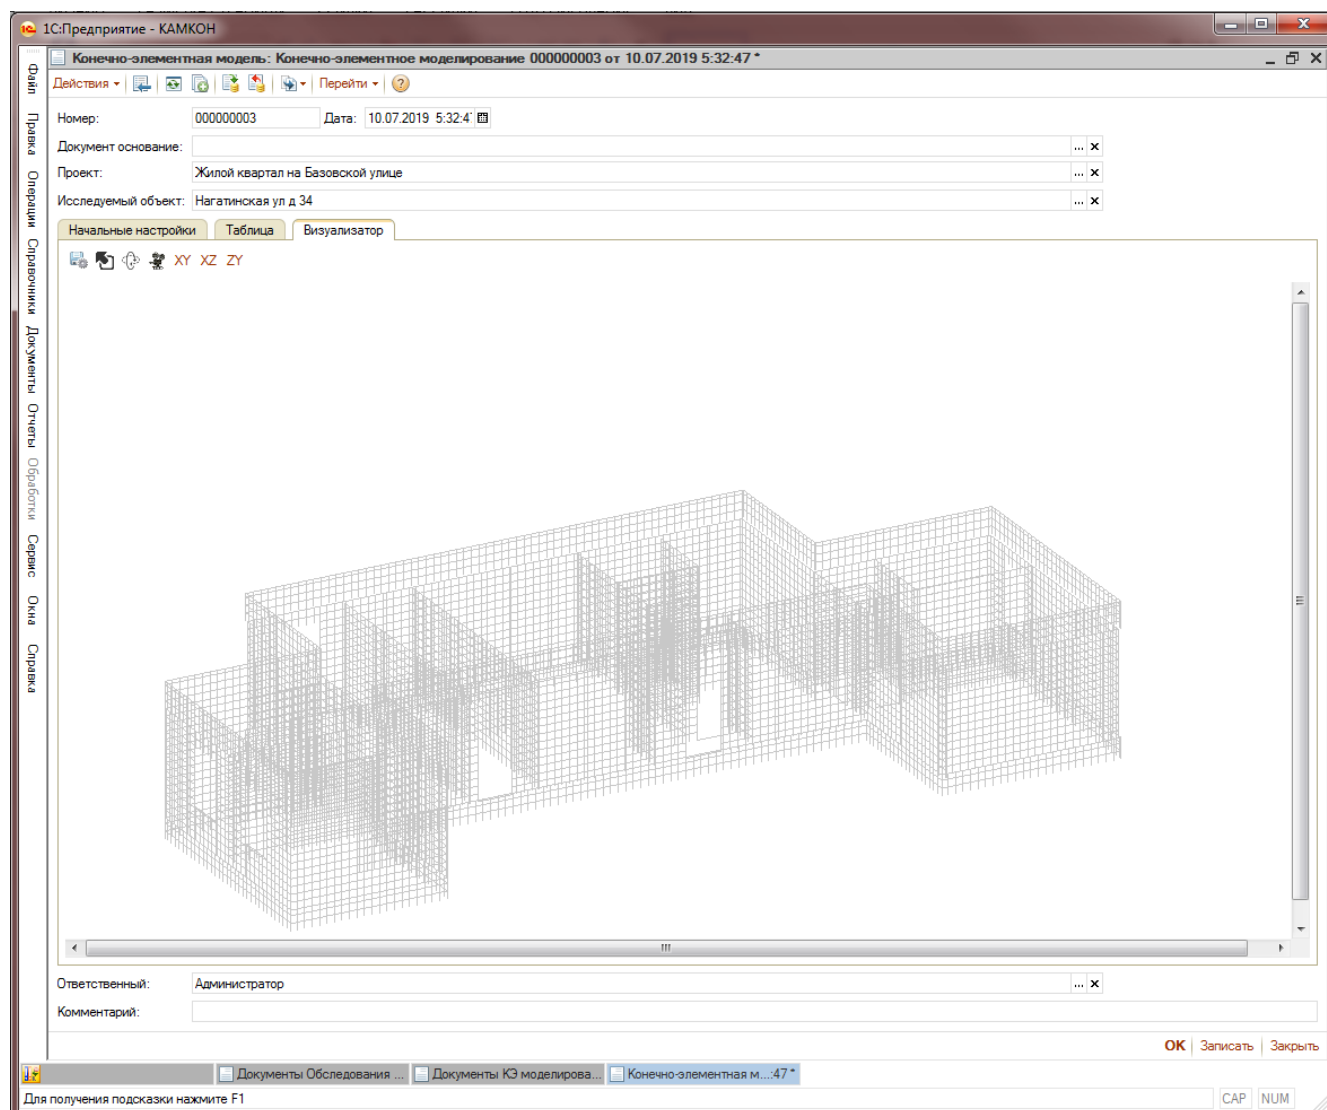 1С:Предприятие - КАМКОН
Конечно-элементная модель: Конечно-элементное моделирование 000000003 от 10.07.2019 5:32:47 *
Файл
Правка
Операции
Справочники
Документы
Отчеты
Обработки
Сервис
Окна
Справка
Действия
Перейти
Номер: 000000003 Дата: 10.07.2019 5:32:4
Документ основание: ...
Проект: Жилой квартал на Базовской улице ...
Исследуемый объект: Нагатинская ул д 34 ...
Начальные настройки Таблица Визуализатор
XY XZ ZY
Ответственный: Администратор ...
Комментарий:
OK Записать Закрыть
Документы Обследования ... Документы КЭ моделирова... Конечно-элементная м...:47 *
Для получения подсказки нажмите F1 CAP NUM